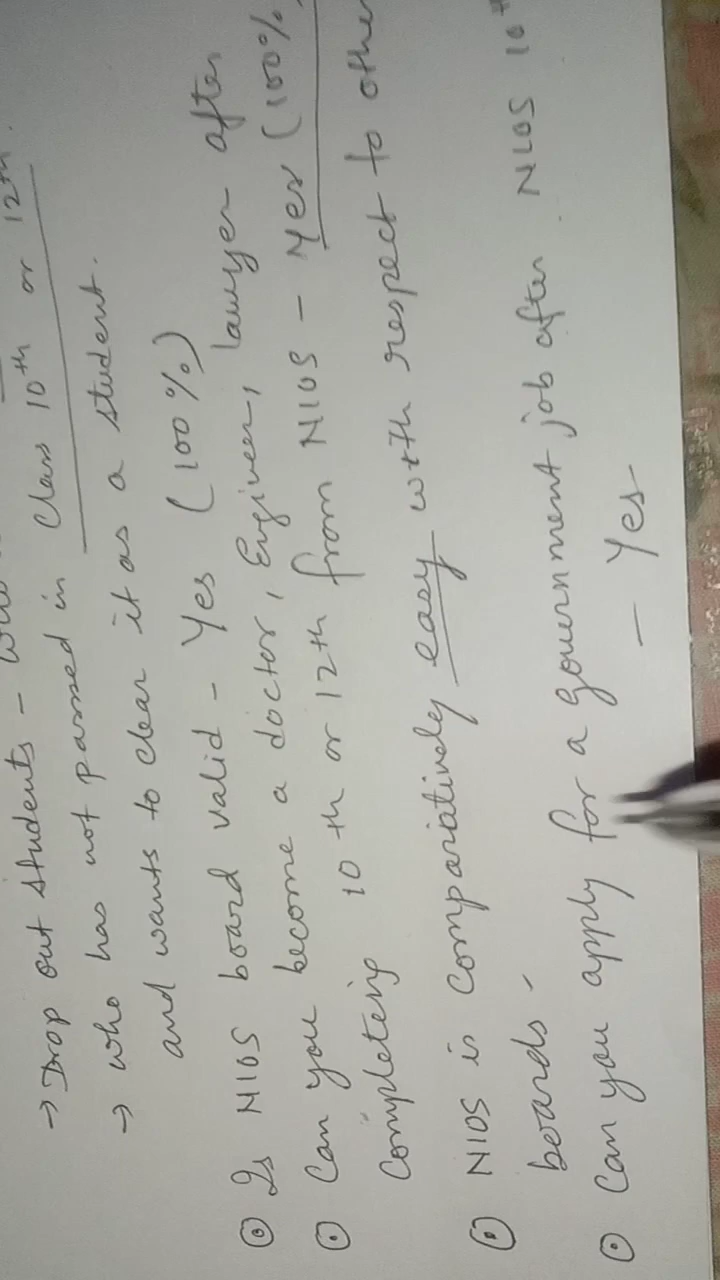 → Drop out students -
→ who has not passed in Class 10th or 12th.
and wants to clear it as a student.
Is NIOS board valid - Yes (100%)
Can you become a doctor, Engineer, lawyer after
completing 10th or 12th from NIOS - Yes (100%
NIOS is compariatively easy with respect to other
boards.
Can you apply for a government job after NIOS 10th
- Yes